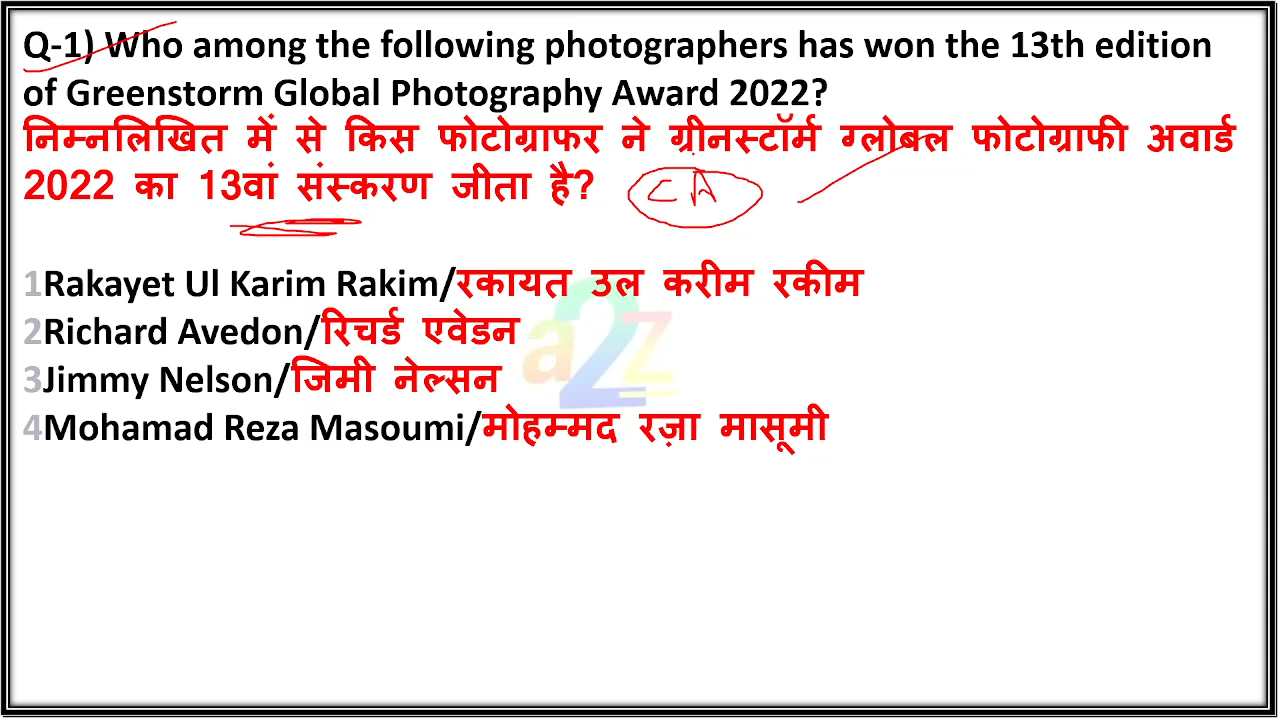 Q-1) Who among the following photographers has won the 13th edition
of Greenstorm Global Photography Award 2022?
निम्नलिखित में से किस फोटोग्राफर ने ग्रीनस्टॉर्म ग्लोबल फोटोग्राफी अवार्ड
2022 का 13वां संस्करण जीता है? CA
1Rakayet Ul Karim Rakim/रकायत उल करीम रकीम
2Richard Avedon/रिचर्ड एवेडन
3Jimmy Nelson/जिमी नेल्सन
4Mohamad Reza Masoumi/मोहम्मद रज़ा मासूमी
a2z